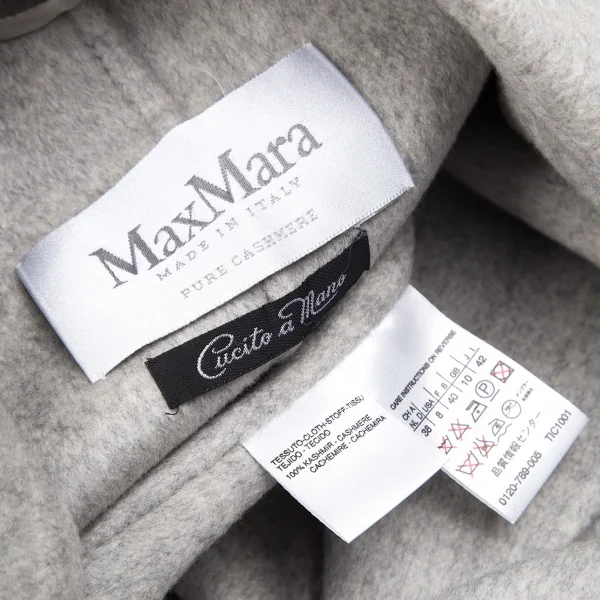 MaxMara
MADE IN ITALY
PURE CASHMERE
Cucito a Mano
TESSUTO-CLOTH-STOFF-TISSU
TEJIDO - TECIDO
100% KASHMIR - CASHMERE
CACHEMIRE - CACHEMIRA
CARE INSTRUCTIONS ON REVERSE
NL D USA F B GB J
38 8 40 10 42
品質情報センター
0120-789-005 TIC1001